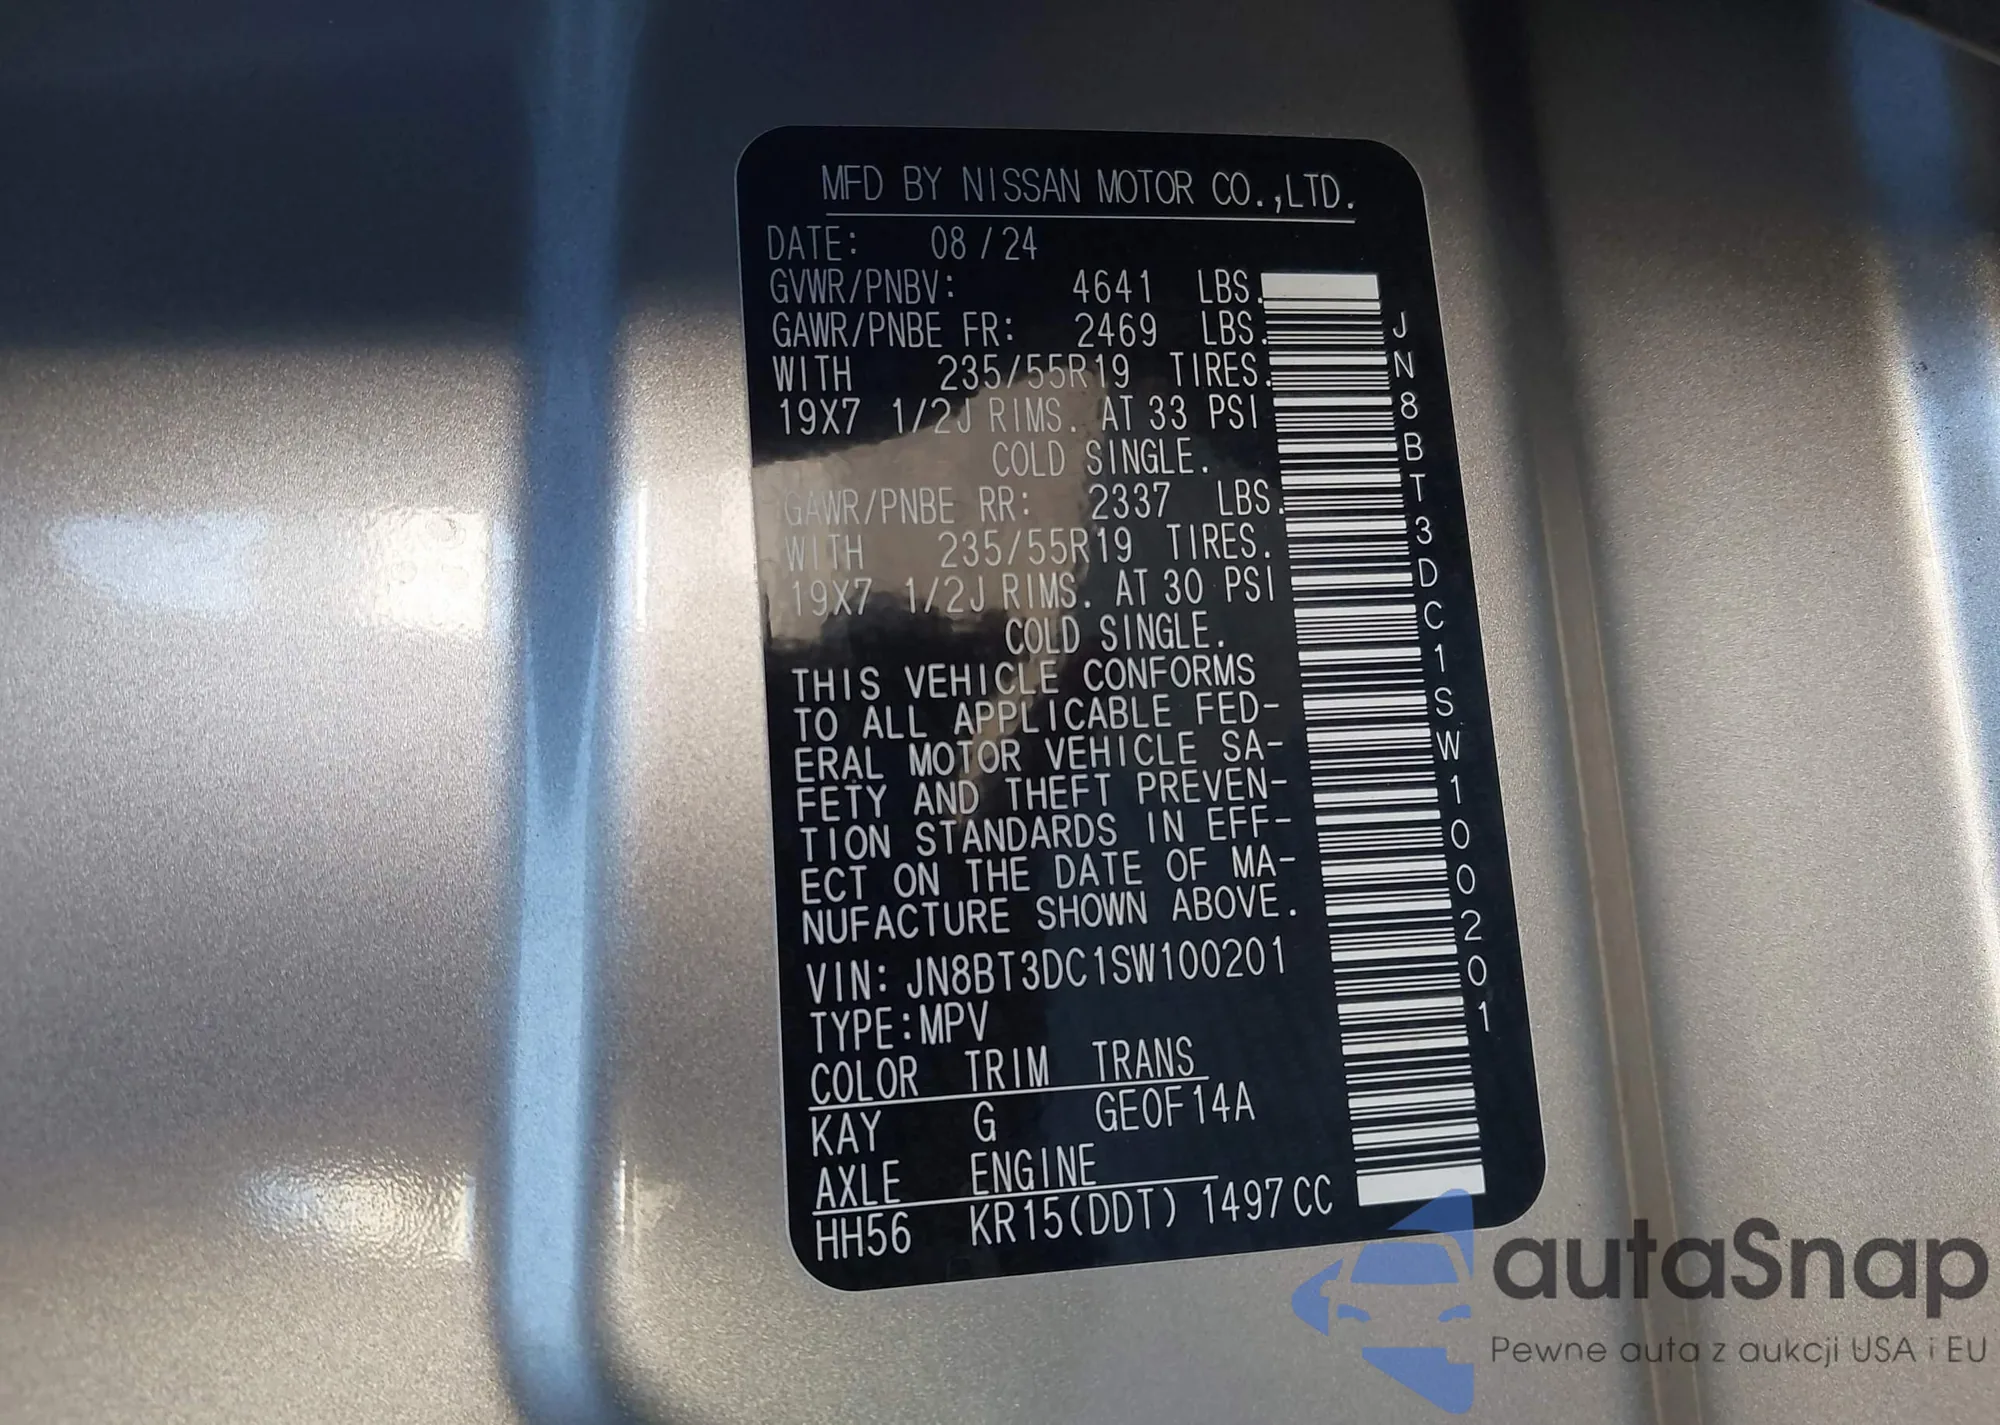 MFD BY NISSAN MOTOR CO.,LTD.
DATE: 08/24
GVWR/PNBV: 4641 LBS.
GAWR/PNBE FR: 2469 LBS.
WITH 235/55R19 TIRES.
19X7 1/2J RIMS. AT 33 PSI
COLD SINGLE.
GAWR/PNBE RR: 2337 LBS.
WITH 235/55R19 TIRES.
19X7 1/2J RIMS. AT 30 PSI
COLD SINGLE.
THIS VEHICLE CONFORMS
TO ALL APPLICABLE FED-
ERAL MOTOR VEHICLE SA-
FETY AND THEFT PREVEN-
TION STANDARDS IN EFF-
ECT ON THE DATE OF MA-
NUFACTURE SHOWN ABOVE.
VIN: JN8BT3DC1SW100201
TYPE:MPV
COLOR TRIM TRANS
KAY G GE0F14A
AXLE ENGINE
HH56 KR15(DDT) 1497CC
JN8BT3DC1SW100201
autaSnap
Pewne auta z aukcji USA i EU